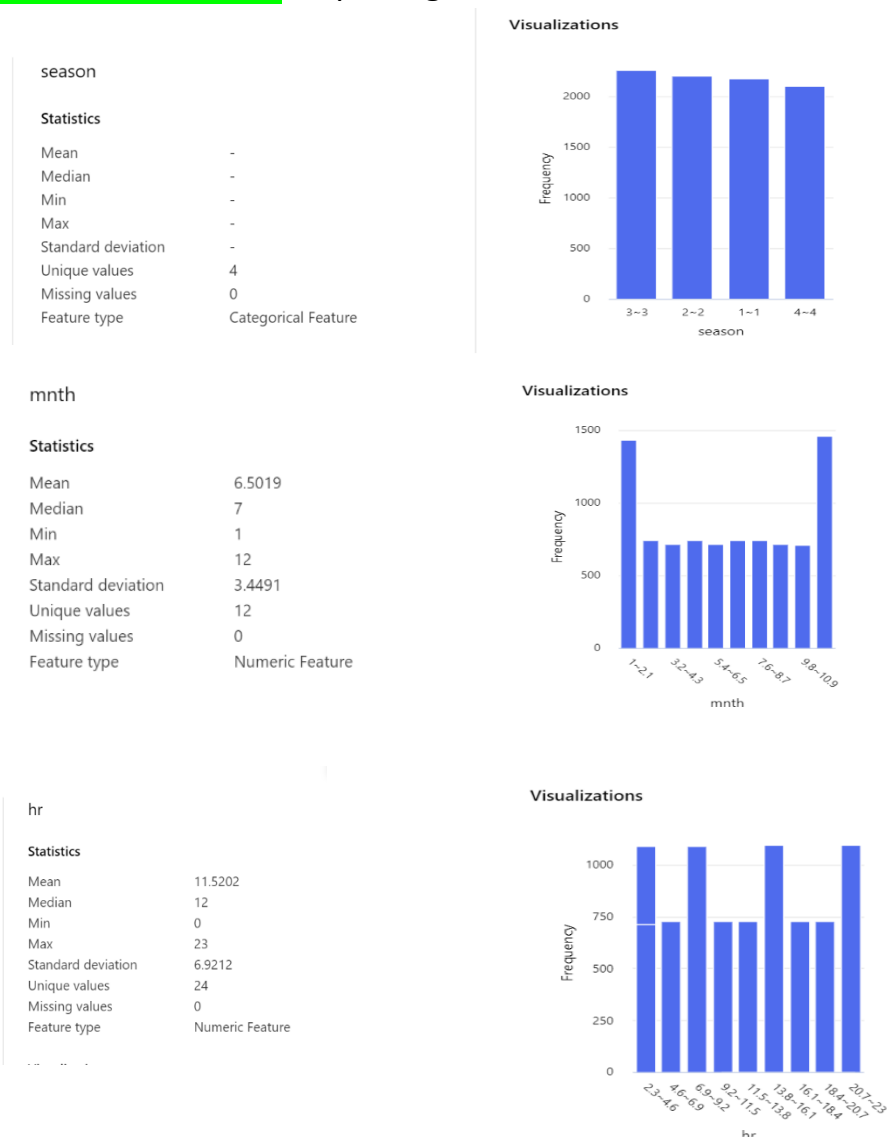 Visualizations
season
Statistics
Mean -
Median -
Min -
Max -
Standard deviation -
Unique values 4
Missing values 0
Feature type Categorical Feature
2000
1500
1000
500
0
Frequency
3~3 2~2 1~1 4~4
season
mnth
Visualizations
Statistics
Mean 6.5019
Median 7
Min 1
Max 12
Standard deviation 3.4491
Unique values 12
Missing values 0
Feature type Numeric Feature
1500
1000
500
0
Frequency
1~2.1 3.2~4.3 5.4~6.5 7.6~8.7 9.8~10.9
mnth
hr
Visualizations
Statistics
Mean 11.5202
Median 12
Min 0
Max 23
Standard deviation 6.9212
Unique values 24
Missing values 0
Feature type Numeric Feature
1000
750
500
250
0
Frequency
2.3~4.6 4.6~6.9 6.9~9.2 9.2~11.5 11.5~13.8 13.8~16.1 16.1~18.4 18.4~20.7 20.7~23
hr